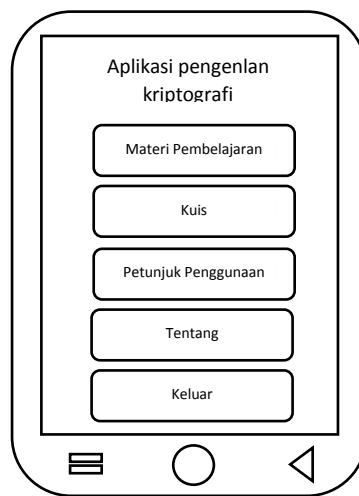 Aplikasi pengenlan
kriptografi
Materi Pembelajaran
Kuis
Petunjuk Penggunaan
Tentang
Keluar